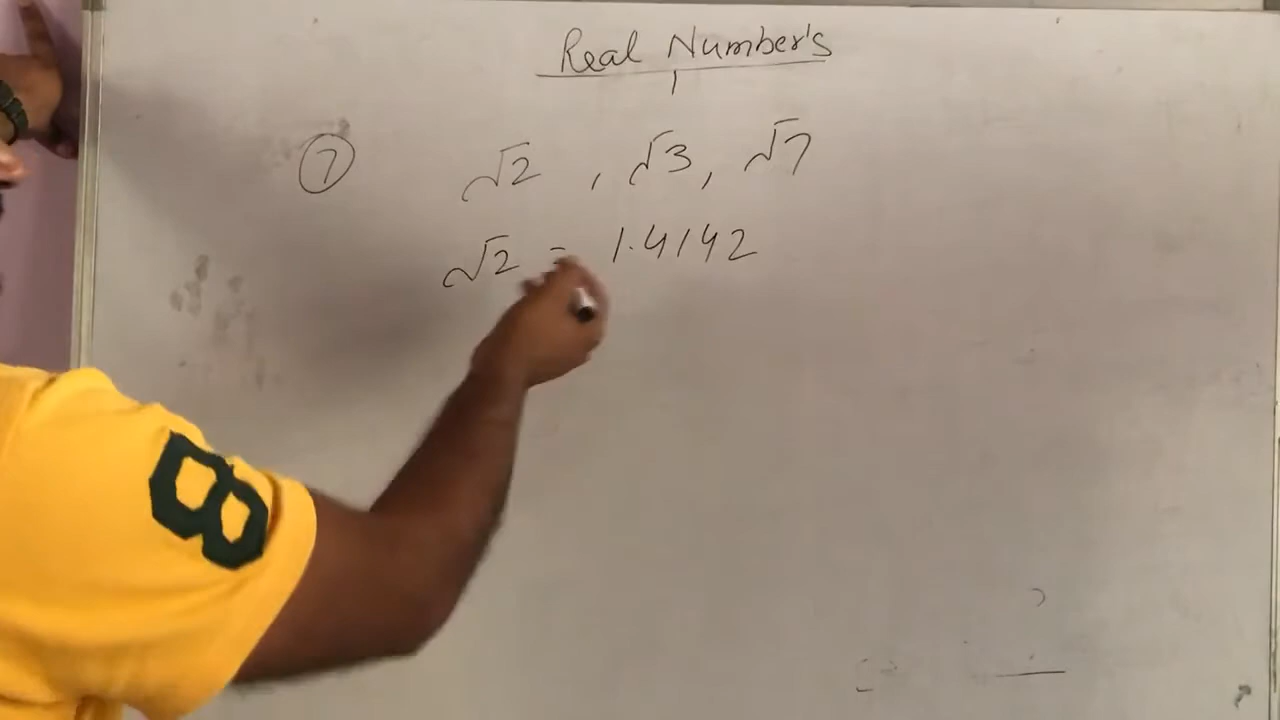 Real Number's
⑦ √2 , √3, √7
√2 = 1.4142
8